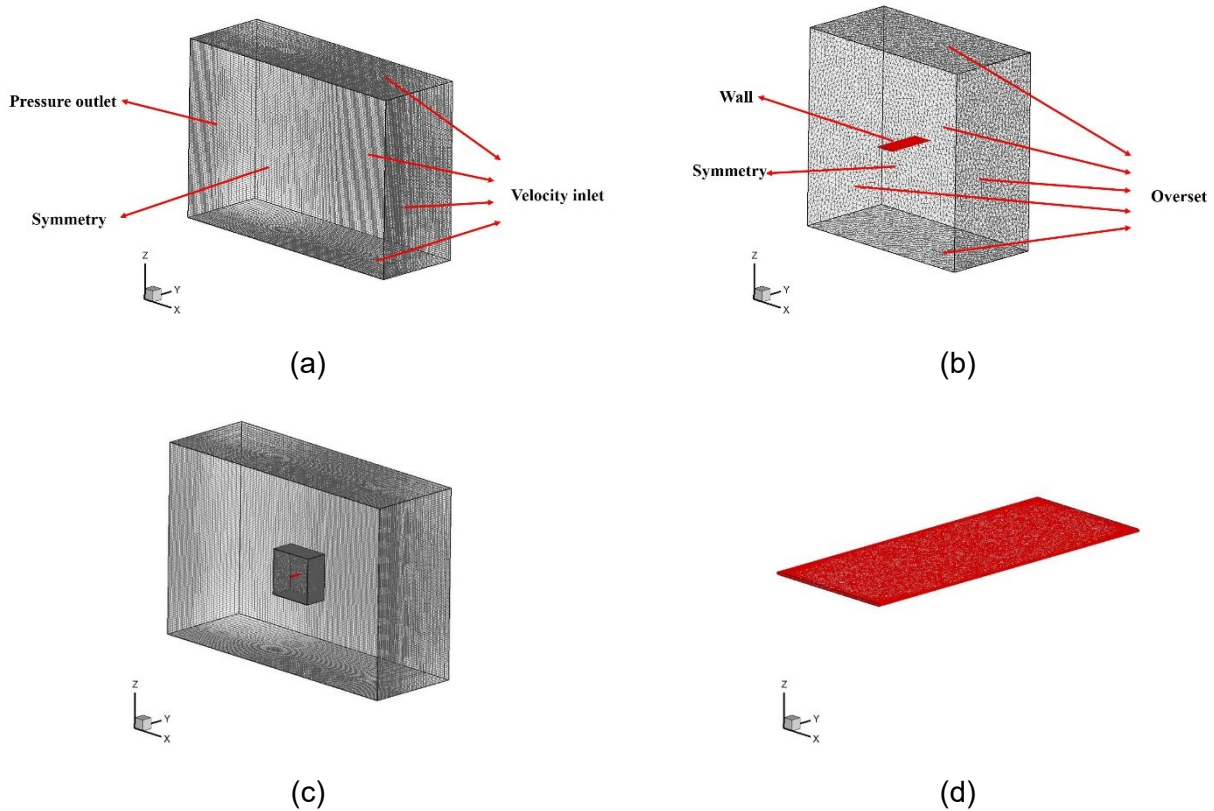 Pressure outlet
Symmetry
Velocity inlet
Z
Y
X
(a)
Wall
Symmetry
Overset
Z
Y
X
(b)
Z
Y
X
(c)
Z
Y
X
(d)